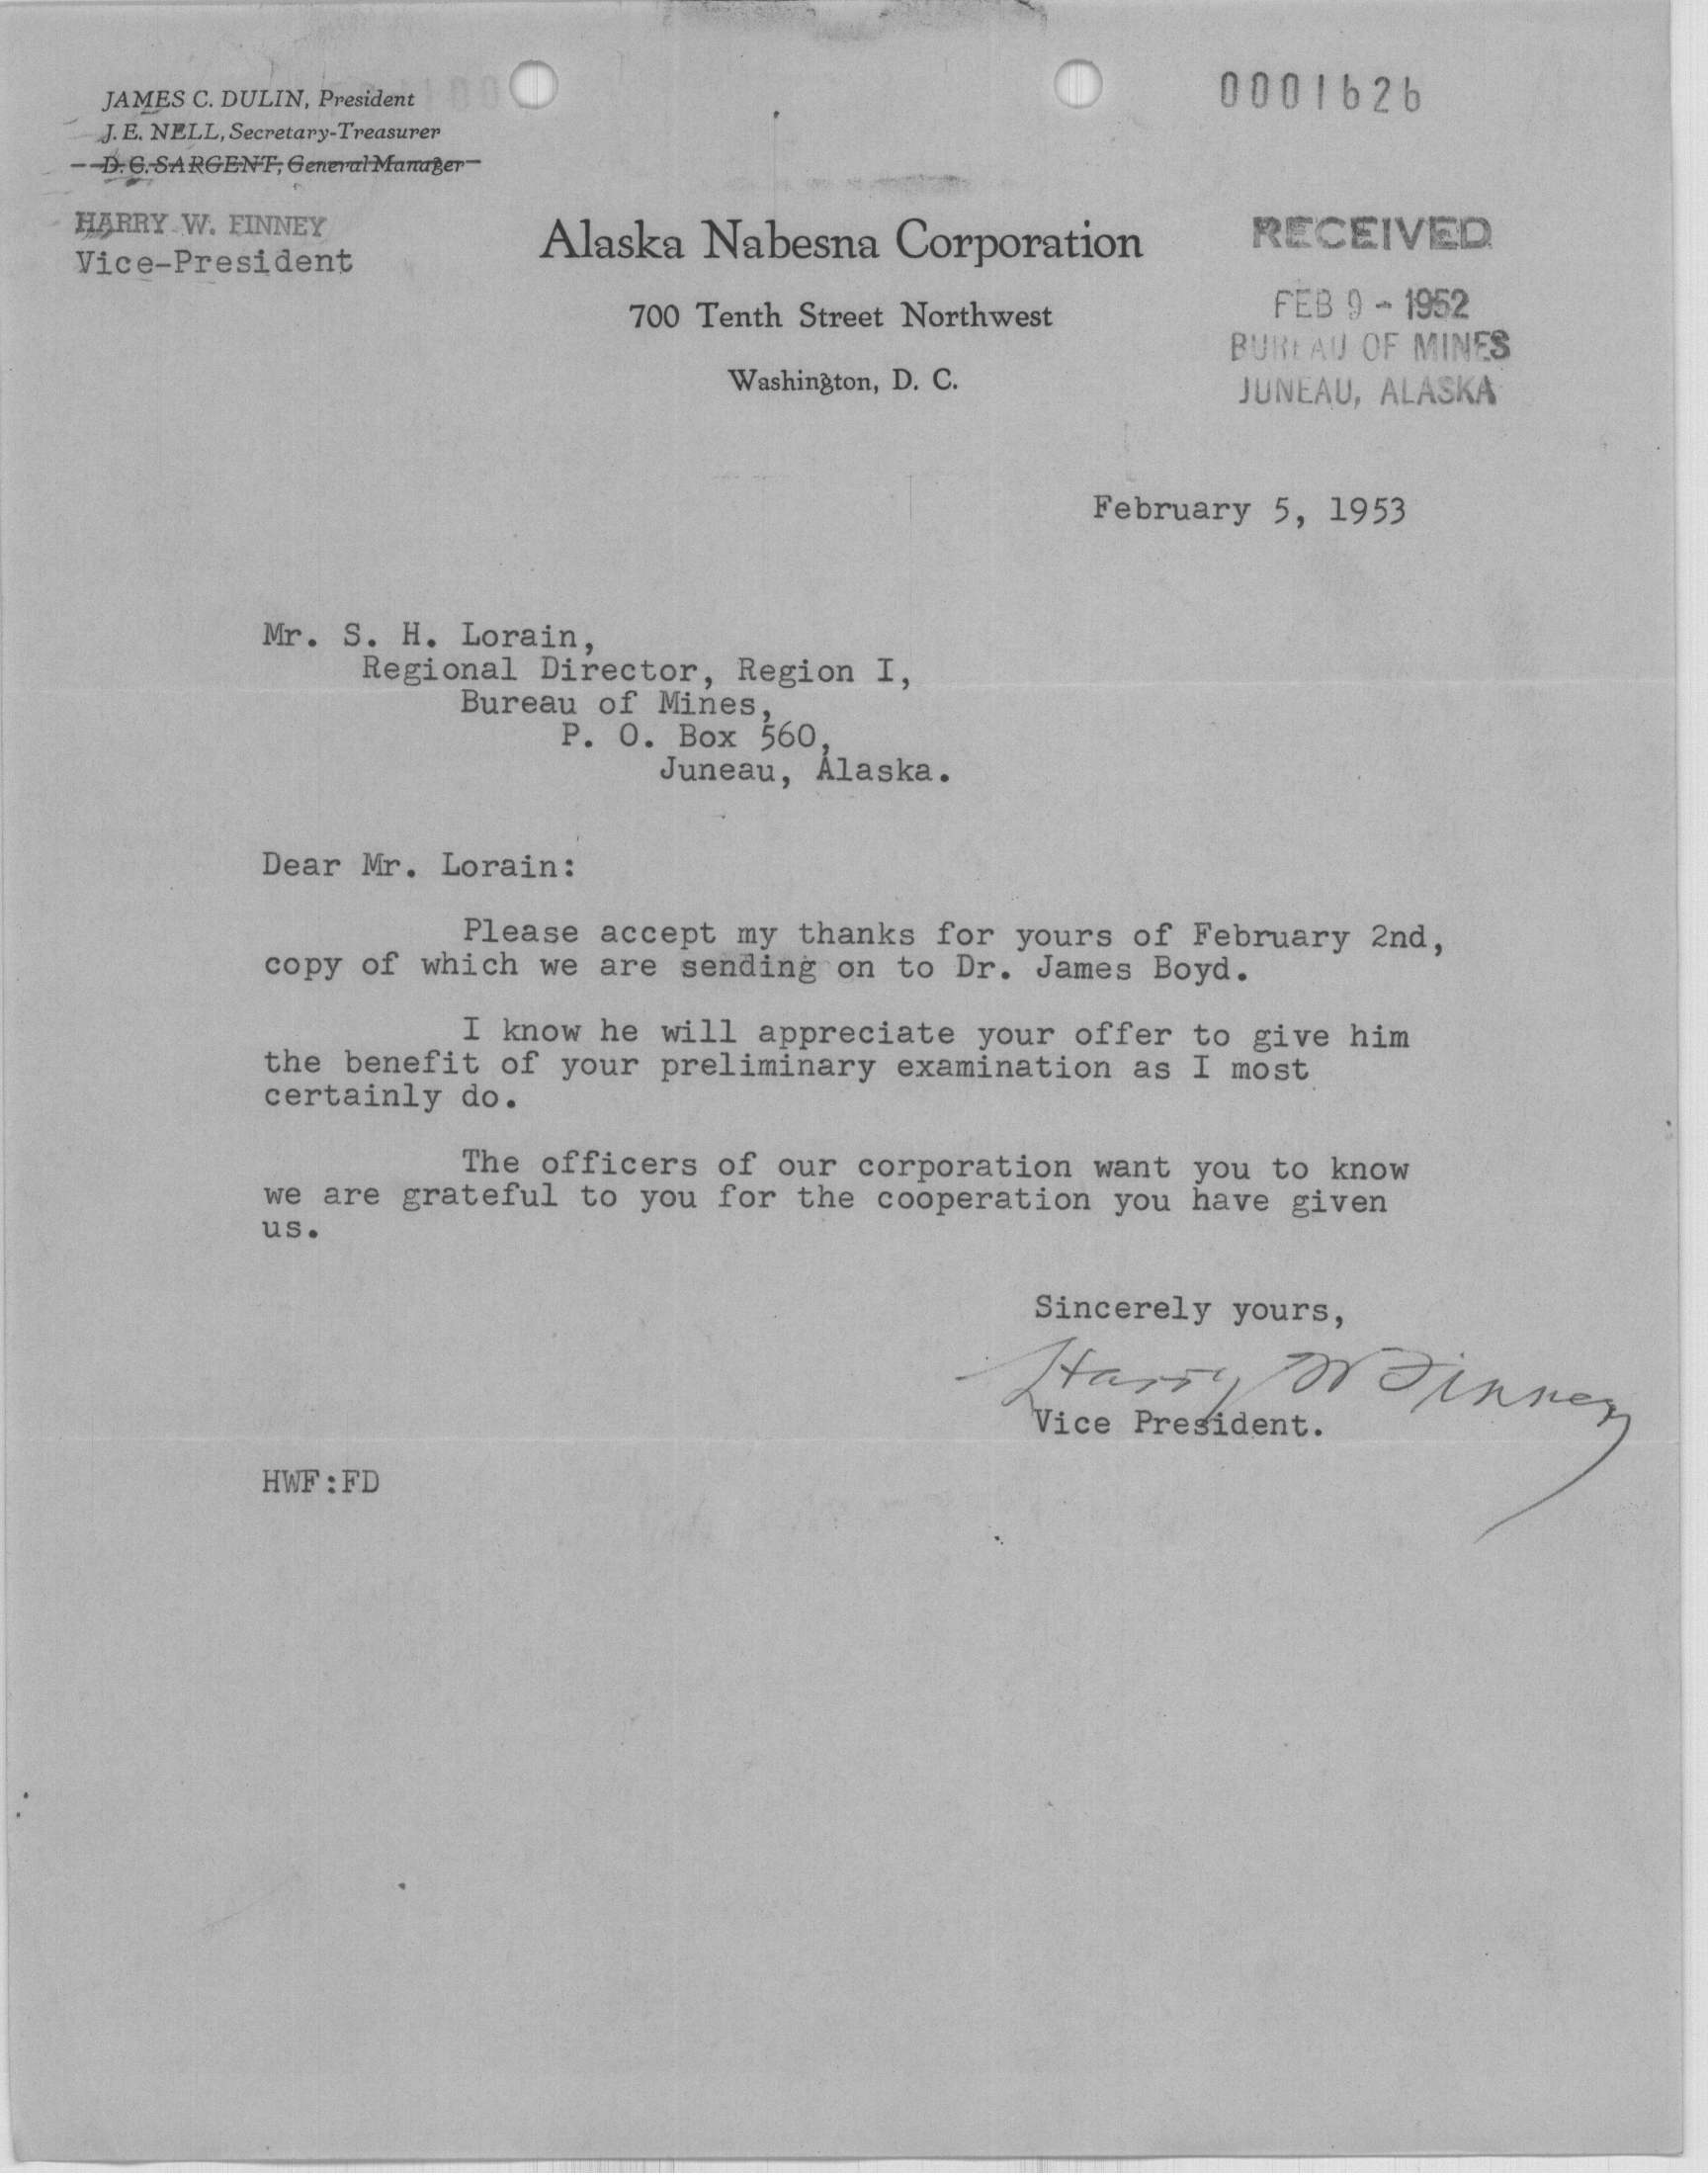 JAMES C. DULIN, President
J. E. NELL, Secretary-Treasurer
D. G. SARGENT, General Manager
HARRY W. FINNEY
Vice-President
0001626
Alaska Nabesna Corporation
700 Tenth Street Northwest
Washington, D. C.
RECEIVED
FEB 9 - 1952
BUREAU OF MINES
JUNEAU, ALASKA
February 5, 1953
Mr. S. H. Lorain,
Regional Director, Region I,
Bureau of Mines,
P. O. Box 560,
Juneau, Alaska.
Dear Mr. Lorain:
Please accept my thanks for yours of February 2nd,
copy of which we are sending on to Dr. James Boyd.
I know he will appreciate your offer to give him
the benefit of your preliminary examination as I most
certainly do.
The officers of our corporation want you to know
we are grateful to you for the cooperation you have given
us.
Sincerely yours,
Harry W Finney
Vice President.
HWF:FD